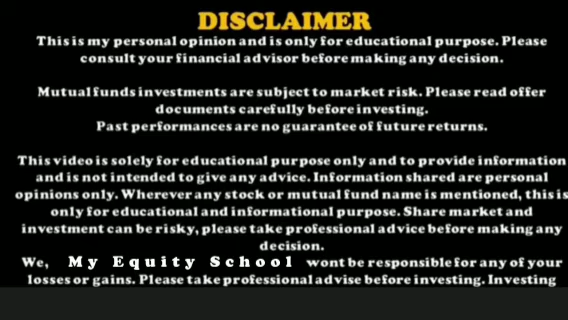 DISCLAIMER
This is my personal opinion and is only for educational purpose. Please
consult your financial advisor before making any decision.
Mutual funds investments are subject to market risk. Please read offer
documents carefully before investing.
Past performances are no guarantee of future returns.
This video is solely for educational purpose only and to provide information
and is not intended to give any advice. Information shared are personal
opinions only. Wherever any stock or mutual fund name is mentioned, this is
only for educational and informational purpose. Share market and
investment can be risky, please take professional advice before making any
decision.
We, My Equity School wont be responsible for any of your
losses or gains. Please take professional advise before investing. Investing